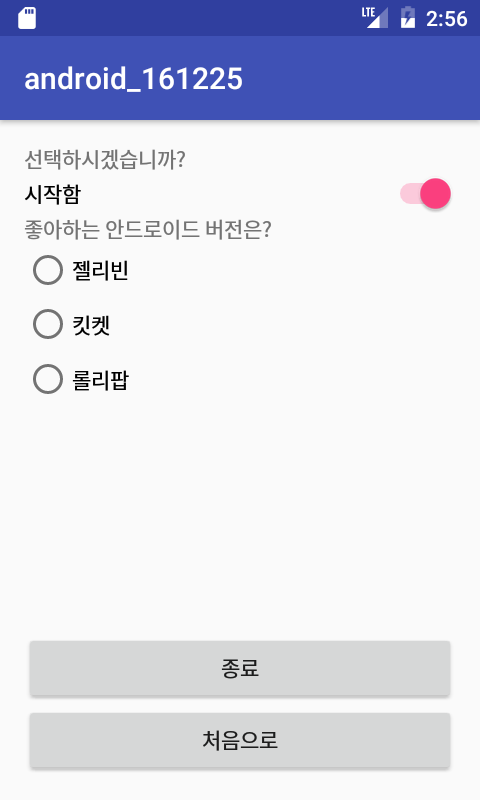 LTE 2:56
android_161225
선택하시겠습니까?
시작함
좋아하는 안드로이드 버전은?
젤리빈
킷켓
롤리팝
종료
처음으로